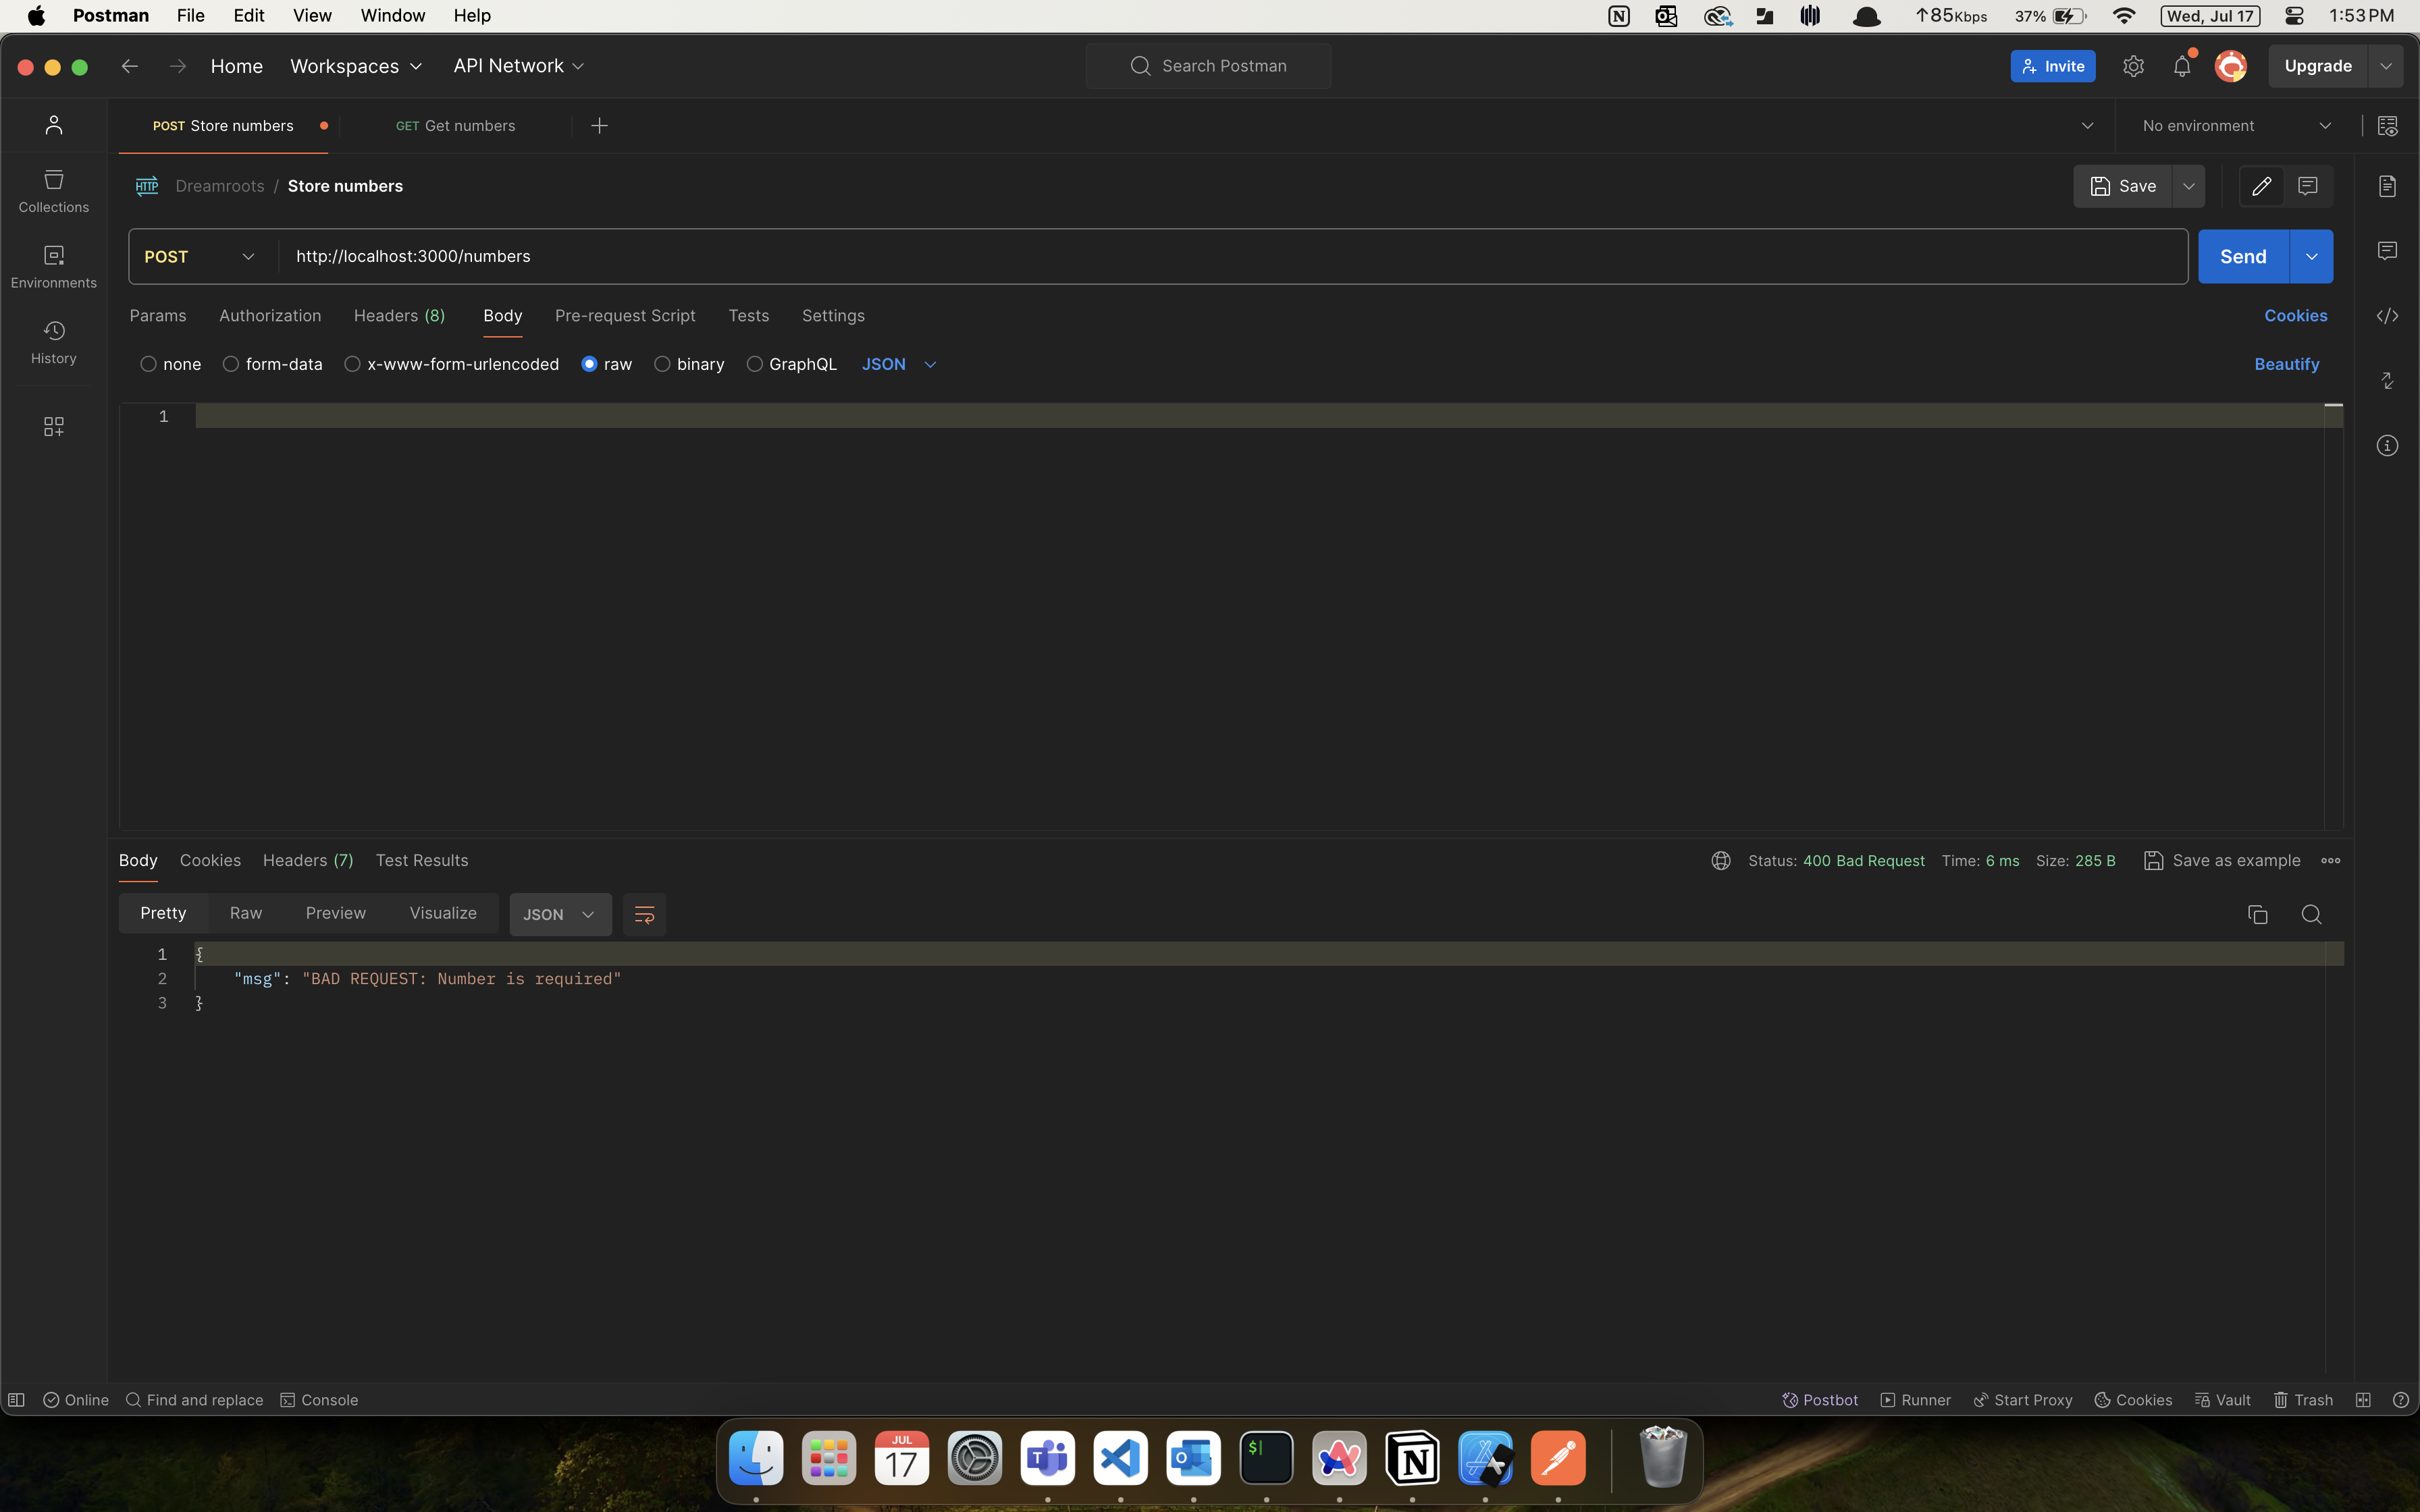 Postman File Edit View Window Help ↑85Kbps 37% Wed, Jul 17 1:53 PM
Home Workspaces API Network Search Postman Invite Upgrade
POST Store numbers GET Get numbers No environment
HTTP Dreamroots / Store numbers Save
Collections
POST http://localhost:3000/numbers Send
Environments
Params Authorization Headers (8) Body Pre-request Script Tests Settings Cookies
History
none form-data x-www-form-urlencoded raw binary GraphQL JSON Beautify
1
Body Cookies Headers (7) Test Results Status: 400 Bad Request Time: 6 ms Size: 285 B Save as example
Pretty Raw Preview Visualize JSON
1 {
2 "msg": "BAD REQUEST: Number is required"
3 }
Online Find and replace Console Postbot Runner Start Proxy Cookies Vault Trash
JUL
17